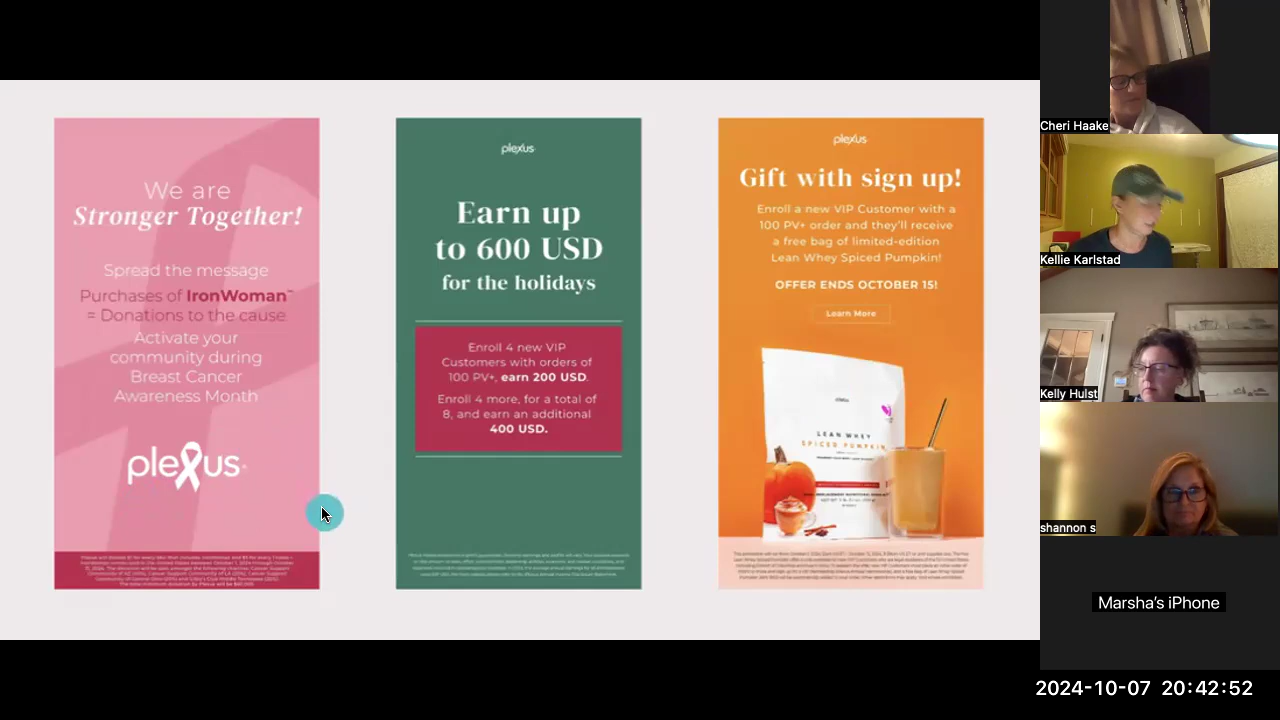 We are
Stronger Together!
Spread the message
Purchases of IronWoman™
= Donations to the cause
Activate your
community during
Breast Cancer
Awareness Month
plexus
plexus
Earn up
to 600 USD
for the holidays
Enroll 4 new VIP
Customers with orders of
100 PV+, earn 200 USD.
Enroll 4 more, for a total of
8, and earn an additional
400 USD.
plexus
Gift with sign up!
Enroll a new VIP Customer with a
100 PV+ order and they'll receive
a free bag of limited-edition
Lean Whey Spiced Pumpkin!
OFFER ENDS OCTOBER 15!
Learn More
plexus
LEAN WHEY
SPICED PUMPKIN
Cheri Haake
Kellie Karlstad
Kelly Hulst
shannon s
Marsha's iPhone
2024-10-07 20:42:52